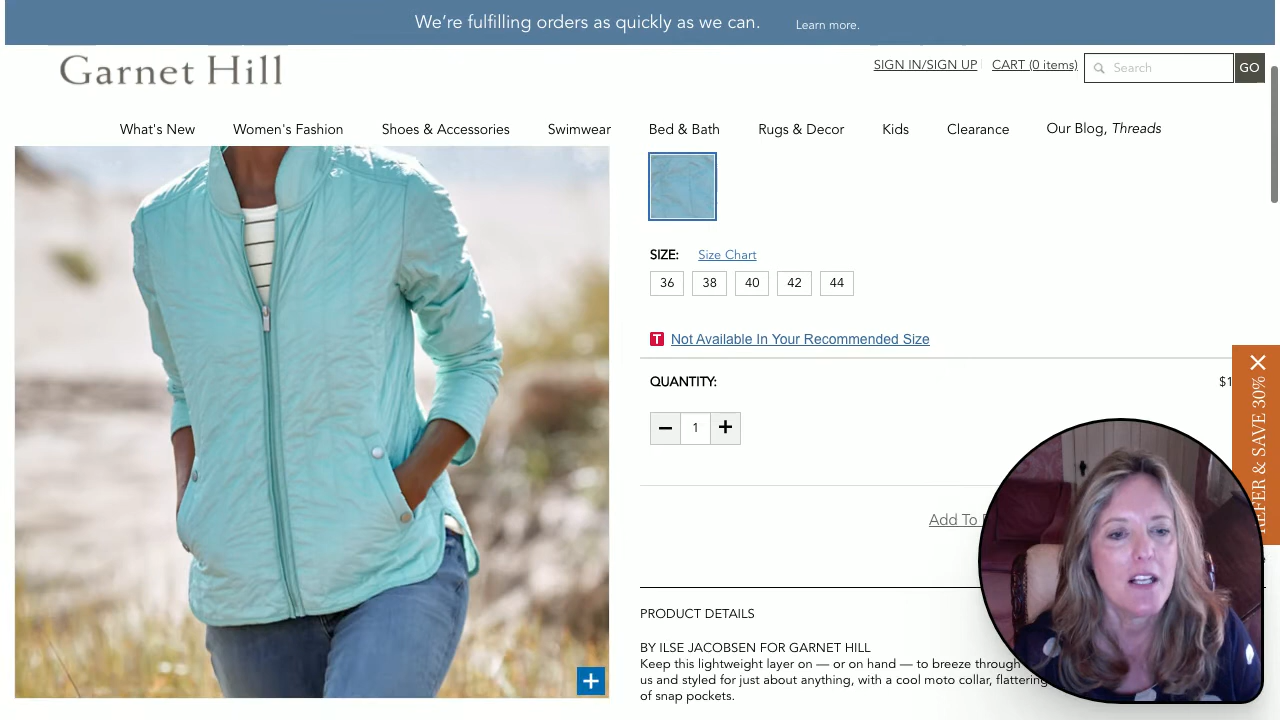 We're fulfilling orders as quickly as we can. Learn more.
Garnet Hill
SIGN IN/SIGN UP CART (0 items) Search GO
What's New Women's Fashion Shoes & Accessories Swimwear Bed & Bath Rugs & Decor Kids Clearance Our Blog, Threads
SIZE: Size Chart
36 38 40 42 44
T Not Available In Your Recommended Size
QUANTITY: $1
− 1 +
REFER & SAVE 30%
Add To
PRODUCT DETAILS
BY ILSE JACOBSEN FOR GARNET HILL
Keep this lightweight layer on — or on hand — to breeze through
us and styled for just about anything, with a cool moto collar, flattering
of snap pockets.